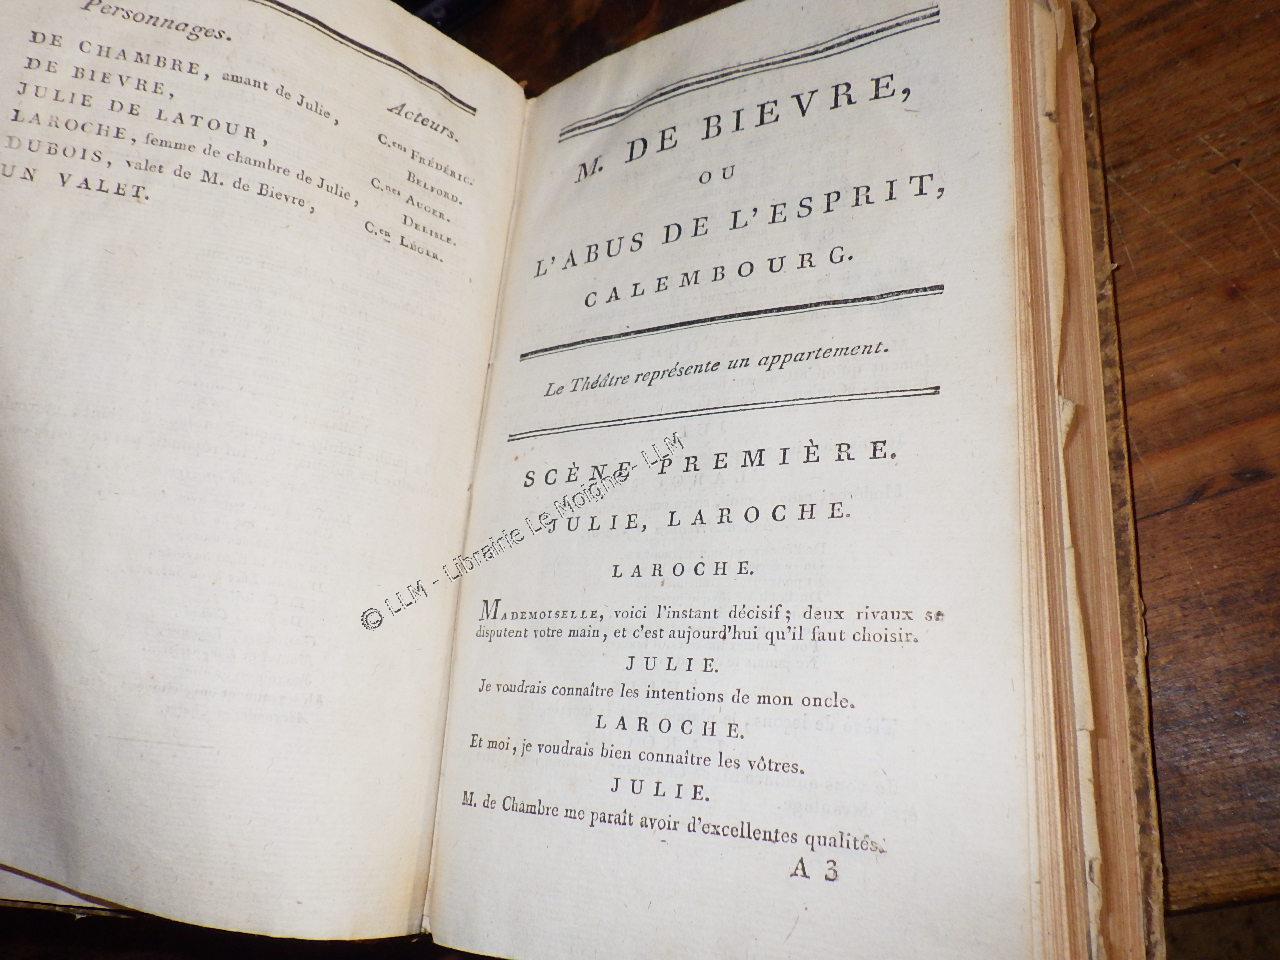 Personnages.
Acteurs.
DE CHAMBRE, amant de Julie, C.ens FRÉDÉRIC.
DE BIEVRE, BELFORD.
JULIE DE LATOUR, C.nes AUGER.
LAROCHE, femme de chambre de Julie, DELISLE.
DUBOIS, valet de M. de Bievre, C.en LÉGER.
UN VALET.
M. DE BIEVRE,
OU
L'ABUS DE L'ESPRIT,
CALEMBOURG.
Le Théâtre représente un appartement.
SCÈNE PREMIÈRE.
JULIE, LAROCHE.
LAROCHE.
MADEMOISELLE, voici l'instant décisif; deux rivaux se
disputent votre main, et c'est aujourd'hui qu'il faut choisir.
JULIE.
Je voudrais connaître les intentions de mon oncle.
LAROCHE.
Et moi, je voudrais bien connaître les vôtres.
JULIE.
M. de Chambre me paraît avoir d'excellentes qualités.
A 3
© LLM - Librairie Le Moigne - LLM